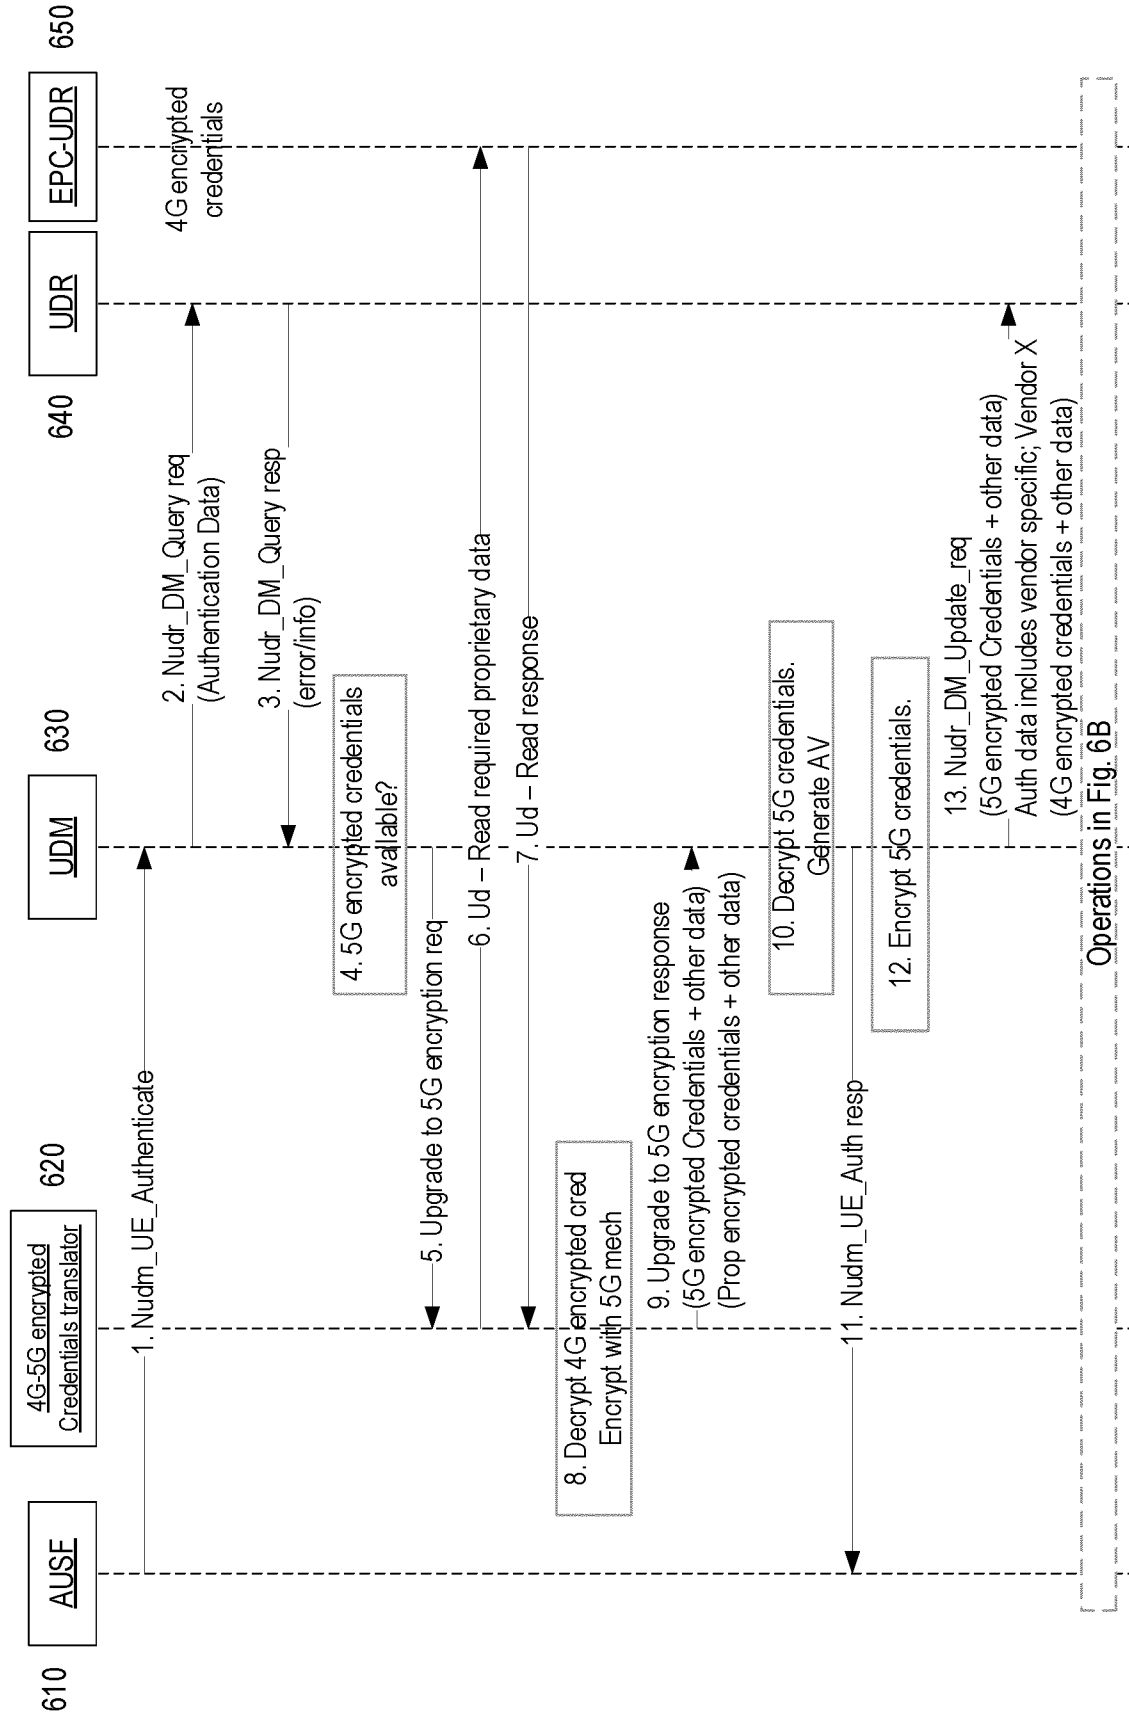 610
AUSF
620
4G-5G encrypted
Credentials translator
630
UDM
640
UDR
650
EPC-UDR
4G encrypted
credentials
1. Nudm_UE_Authenticate
2. Nudr_DM_Query req
(Authentication Data)
3. Nudr_DM_Query resp
(error/info)
4. 5G encrypted credentials
available?
5. Upgrade to 5G encryption req
6. Ud – Read required proprietary data
7. Ud – Read response
8. Decrypt 4G encrypted cred
Encrypt with 5G mech
9. Upgrade to 5G encryption response
(5G encrypted Credentials + other data)
(Prop encrypted credentials + other data)
10. Decrypt 5G credentials.
Generate AV
11. Nudm_UE_Auth resp
12. Encrypt 5G credentials.
13. Nudr_DM_Update_req
(5G encrypted Credentials + other data)
Auth data includes vendor specific; Vendor X
(4G encrypted credentials + other data)
Operations in Fig. 6B